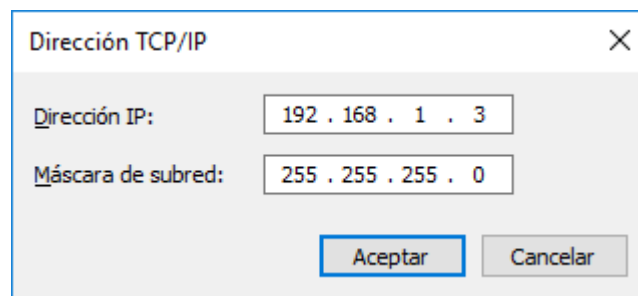 Dirección TCP/IP
Dirección IP: 192 . 168 . 1 . 3
Máscara de subred: 255 . 255 . 255 . 0
Aceptar Cancelar